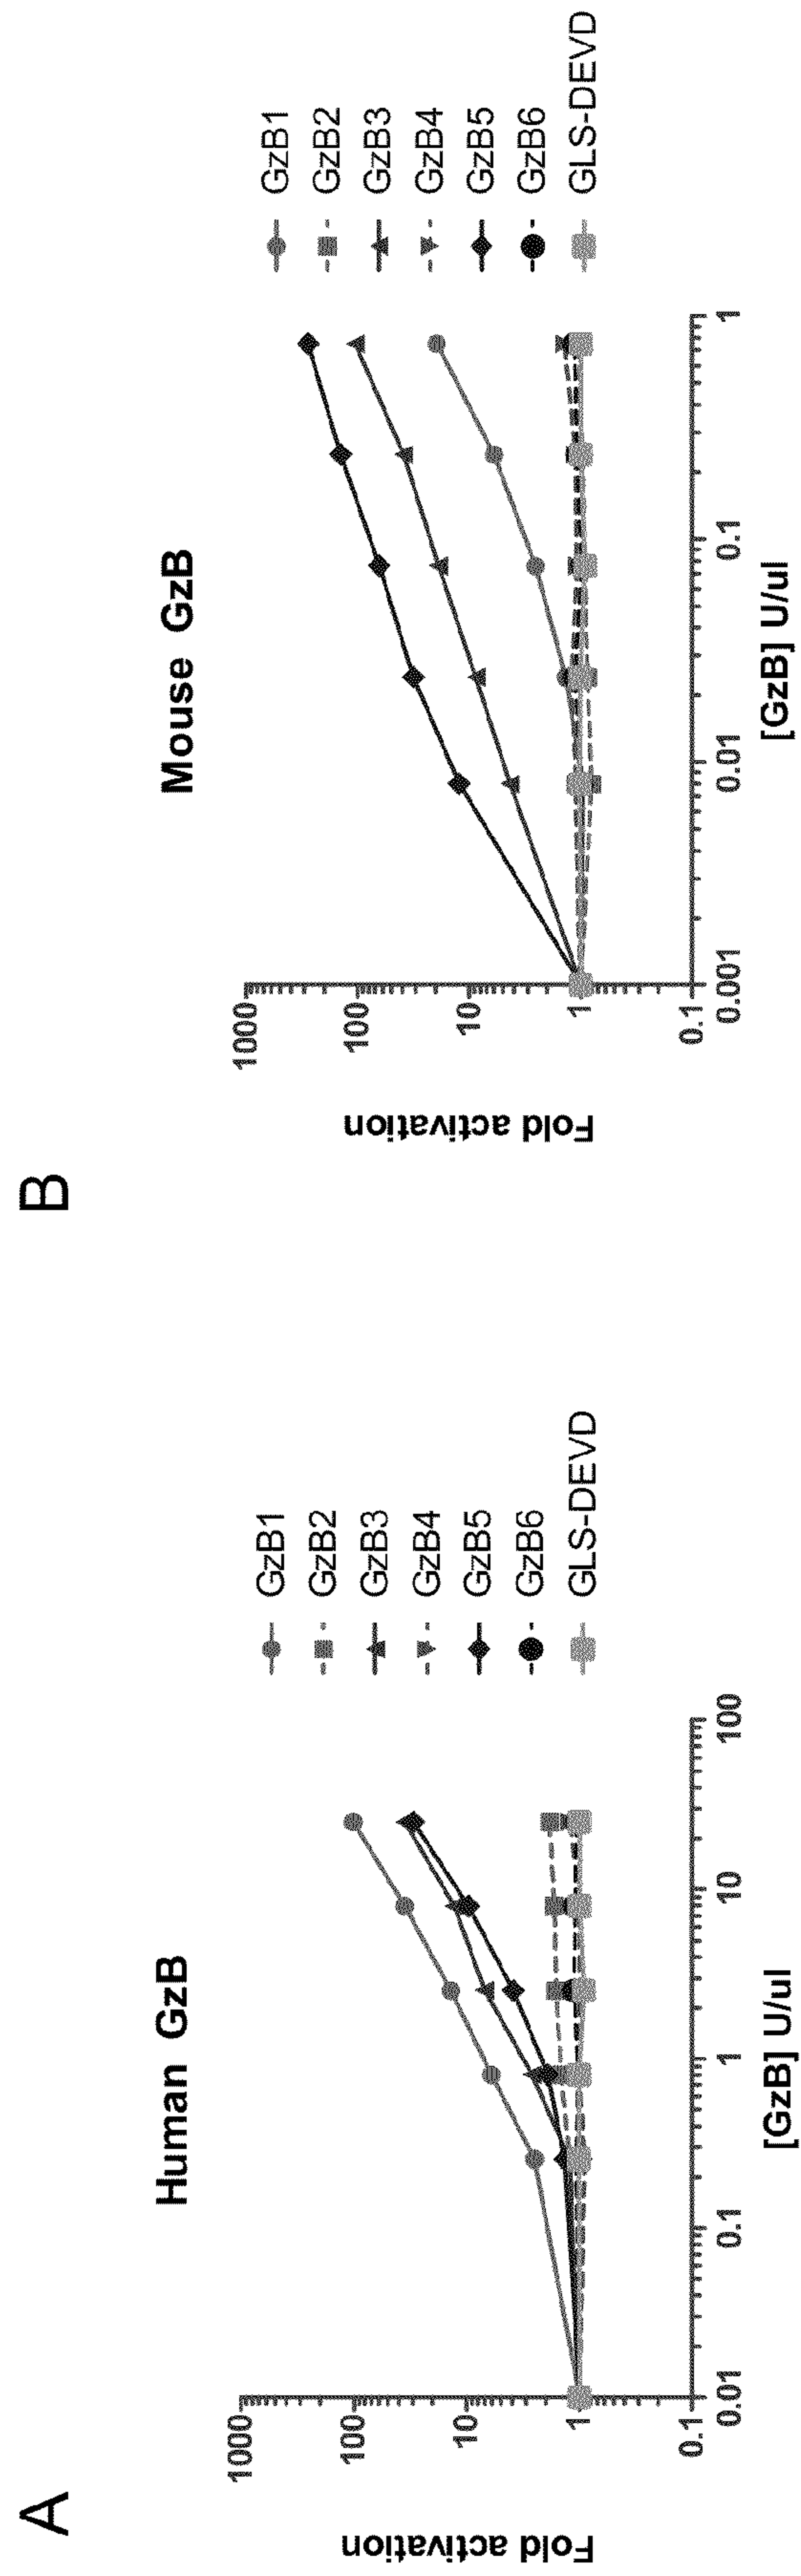 A
Human GzB
Fold activation
1000
100
10
1
0.1
0.01
0.1
1
10
100
[GzB] U/ul
GzB1
GzB2
GzB3
GzB4
GzB5
GzB6
GLS-DEVD
B
Mouse GzB
Fold activation
1000
100
10
1
0.1
0.001
0.01
0.1
1
[GzB] U/ul
GzB1
GzB2
GzB3
GzB4
GzB5
GzB6
GLS-DEVD